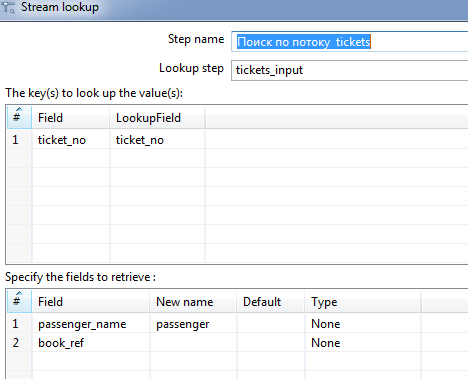 Stream lookup
Step name Поиск по потоку tickets
Lookup step tickets_input
The key(s) to look up the value(s):
# Field LookupField
1 ticket_no ticket_no
Specify the fields to retrieve :
# Field New name Default Type
1 passenger_name passenger None
2 book_ref None